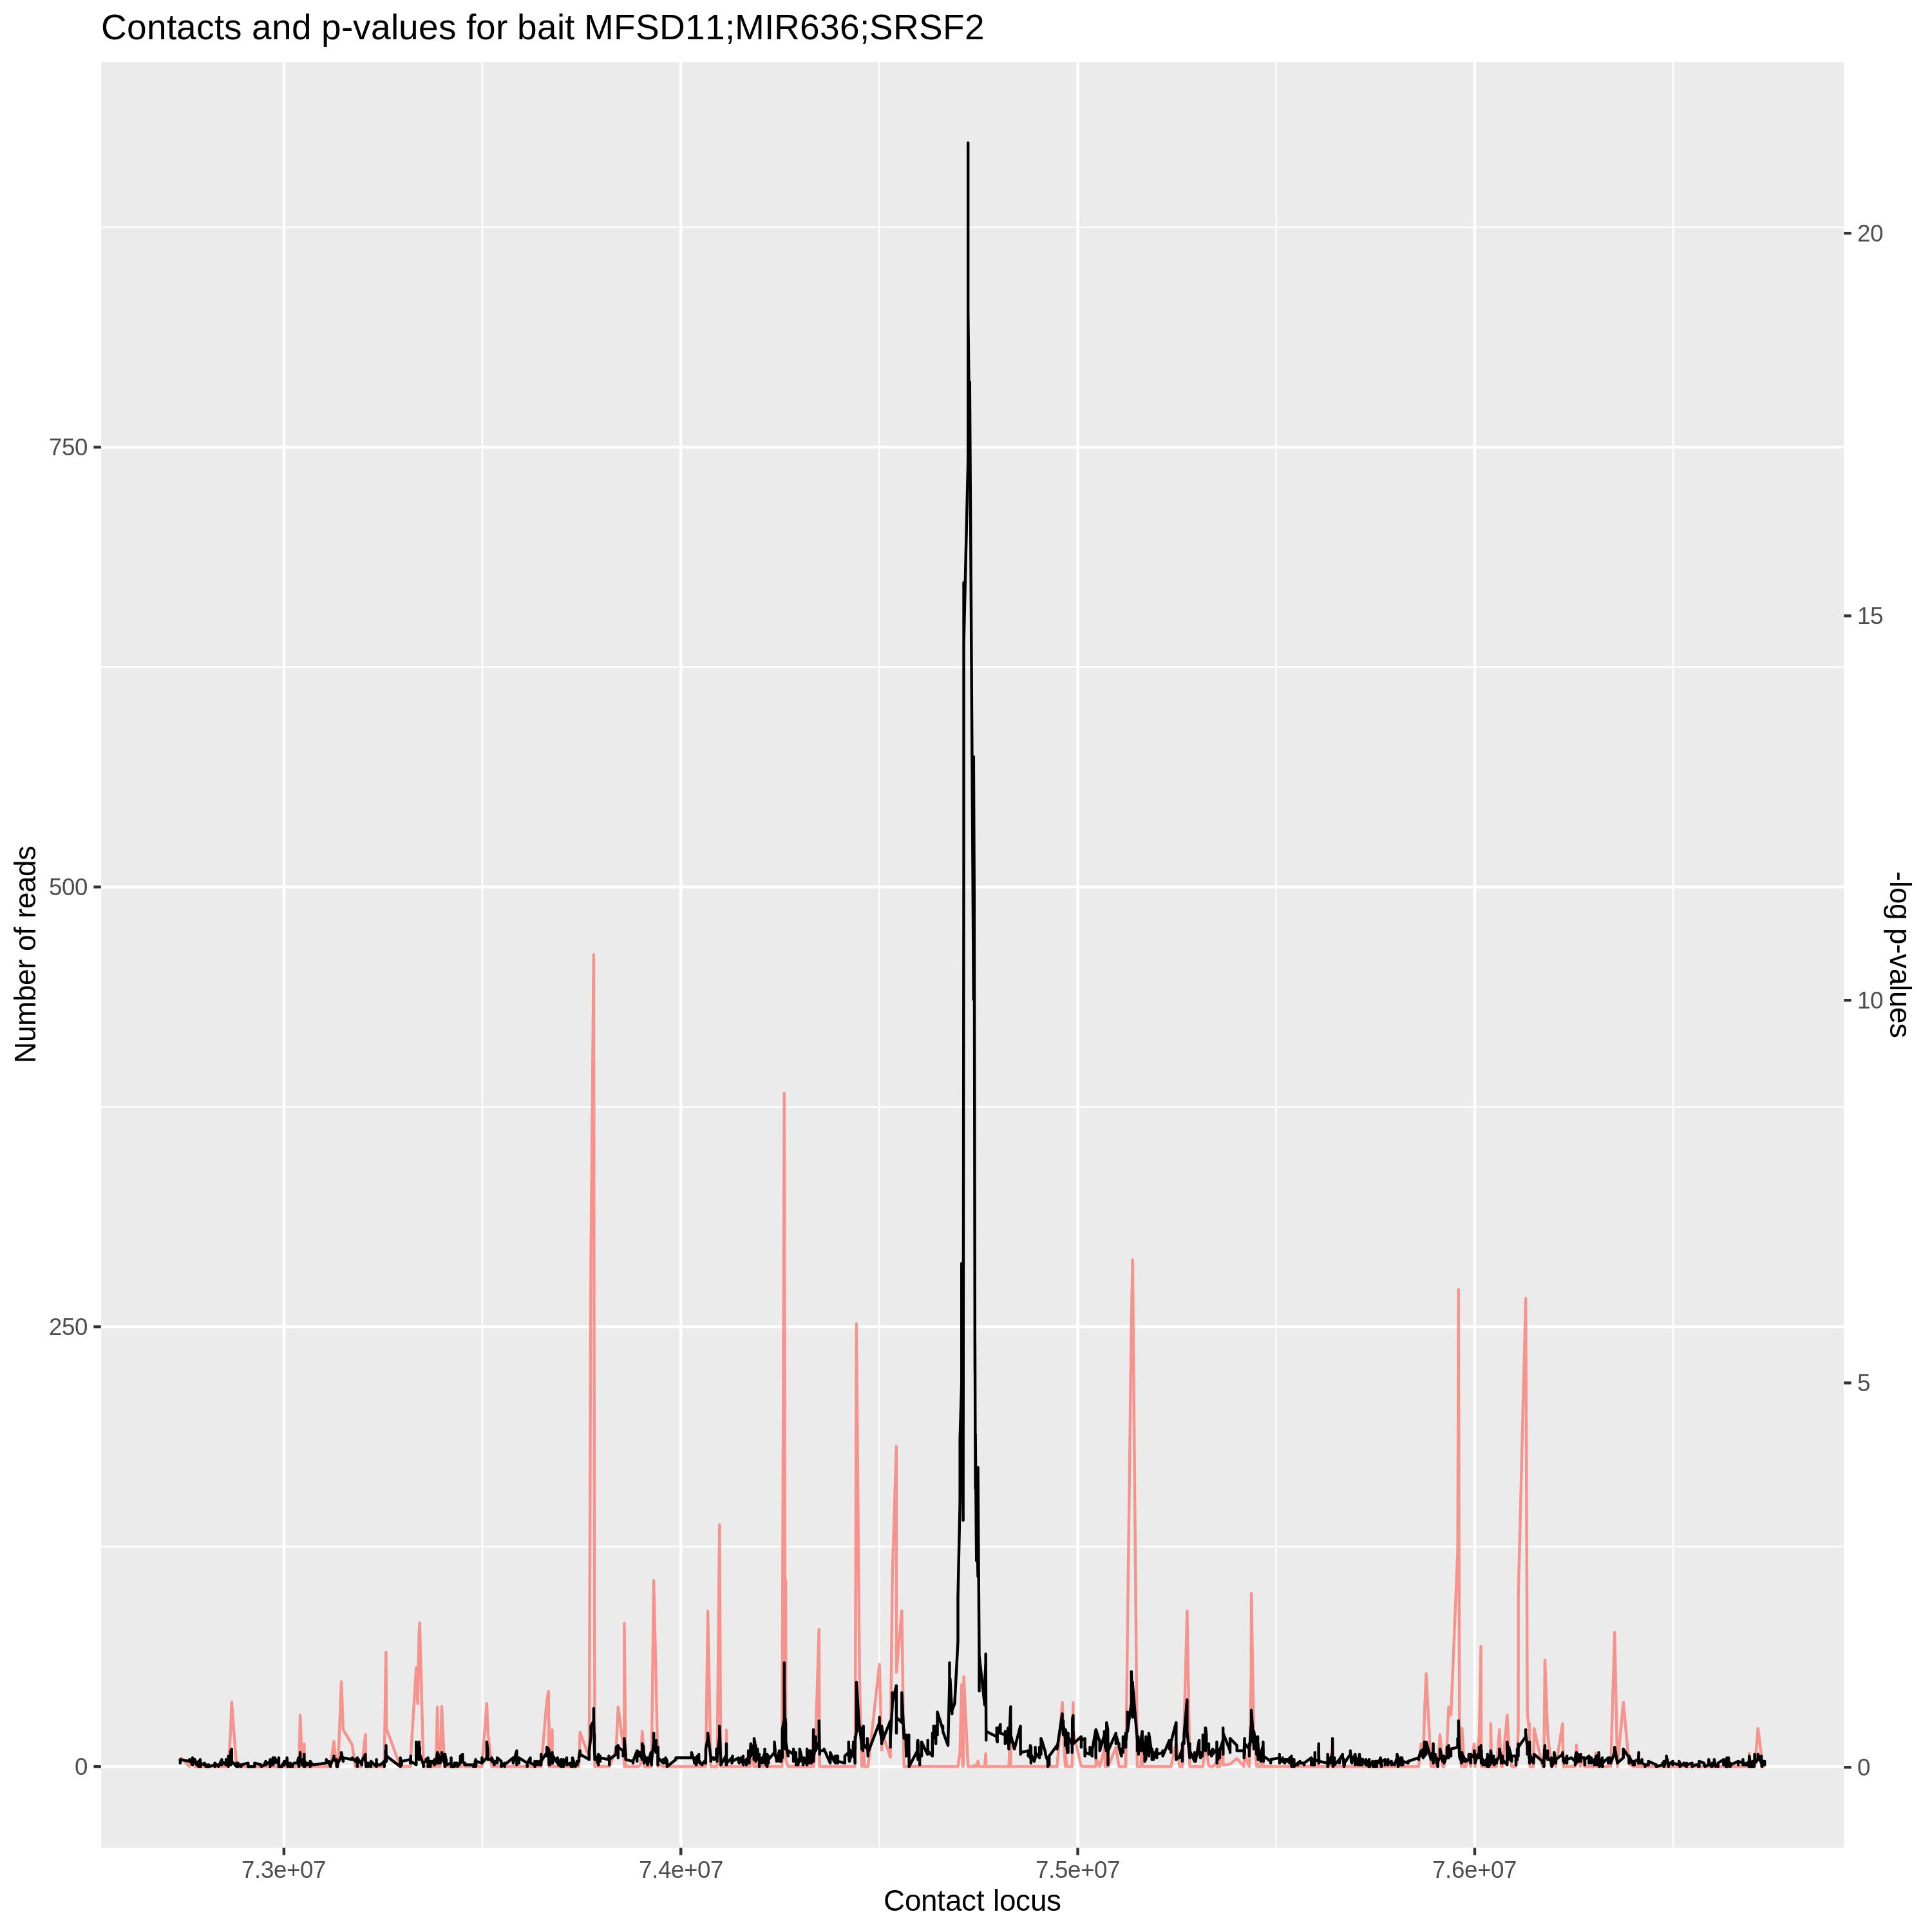 Contacts and p-values for bait MFSD11;MIR636;SRSF2
Number of reads
750
500
250
0
20
15
10
5
0
-log p-values
7.3e+07
7.4e+07
7.5e+07
7.6e+07
Contact locus